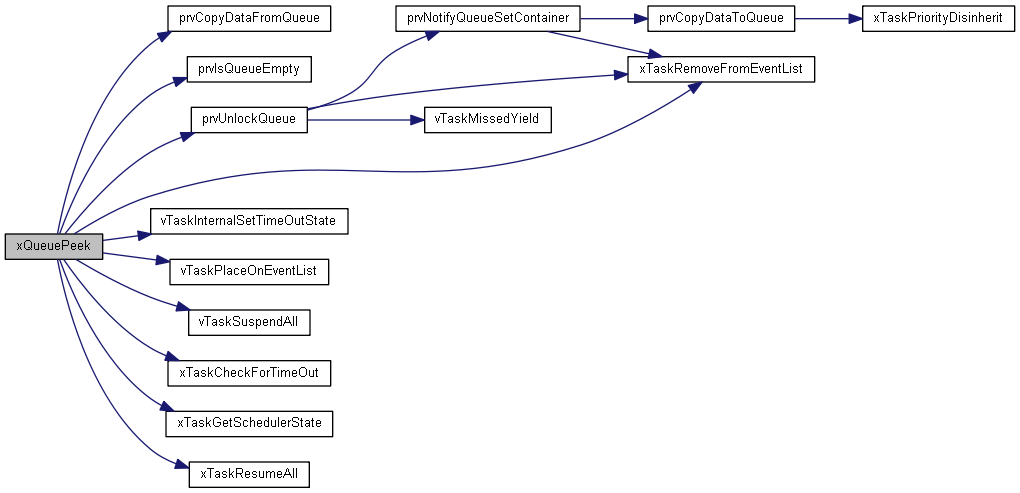 prvCopyDataFromQueue
prvNotifyQueueSetContainer
prvCopyDataToQueue
xTaskPriorityDisinherit
prvIsQueueEmpty
xTaskRemoveFromEventList
prvUnlockQueue
vTaskMissedYield
vTaskInternalSetTimeOutState
xQueuePeek
vTaskPlaceOnEventList
vTaskSuspendAll
xTaskCheckForTimeOut
xTaskGetSchedulerState
xTaskResumeAll